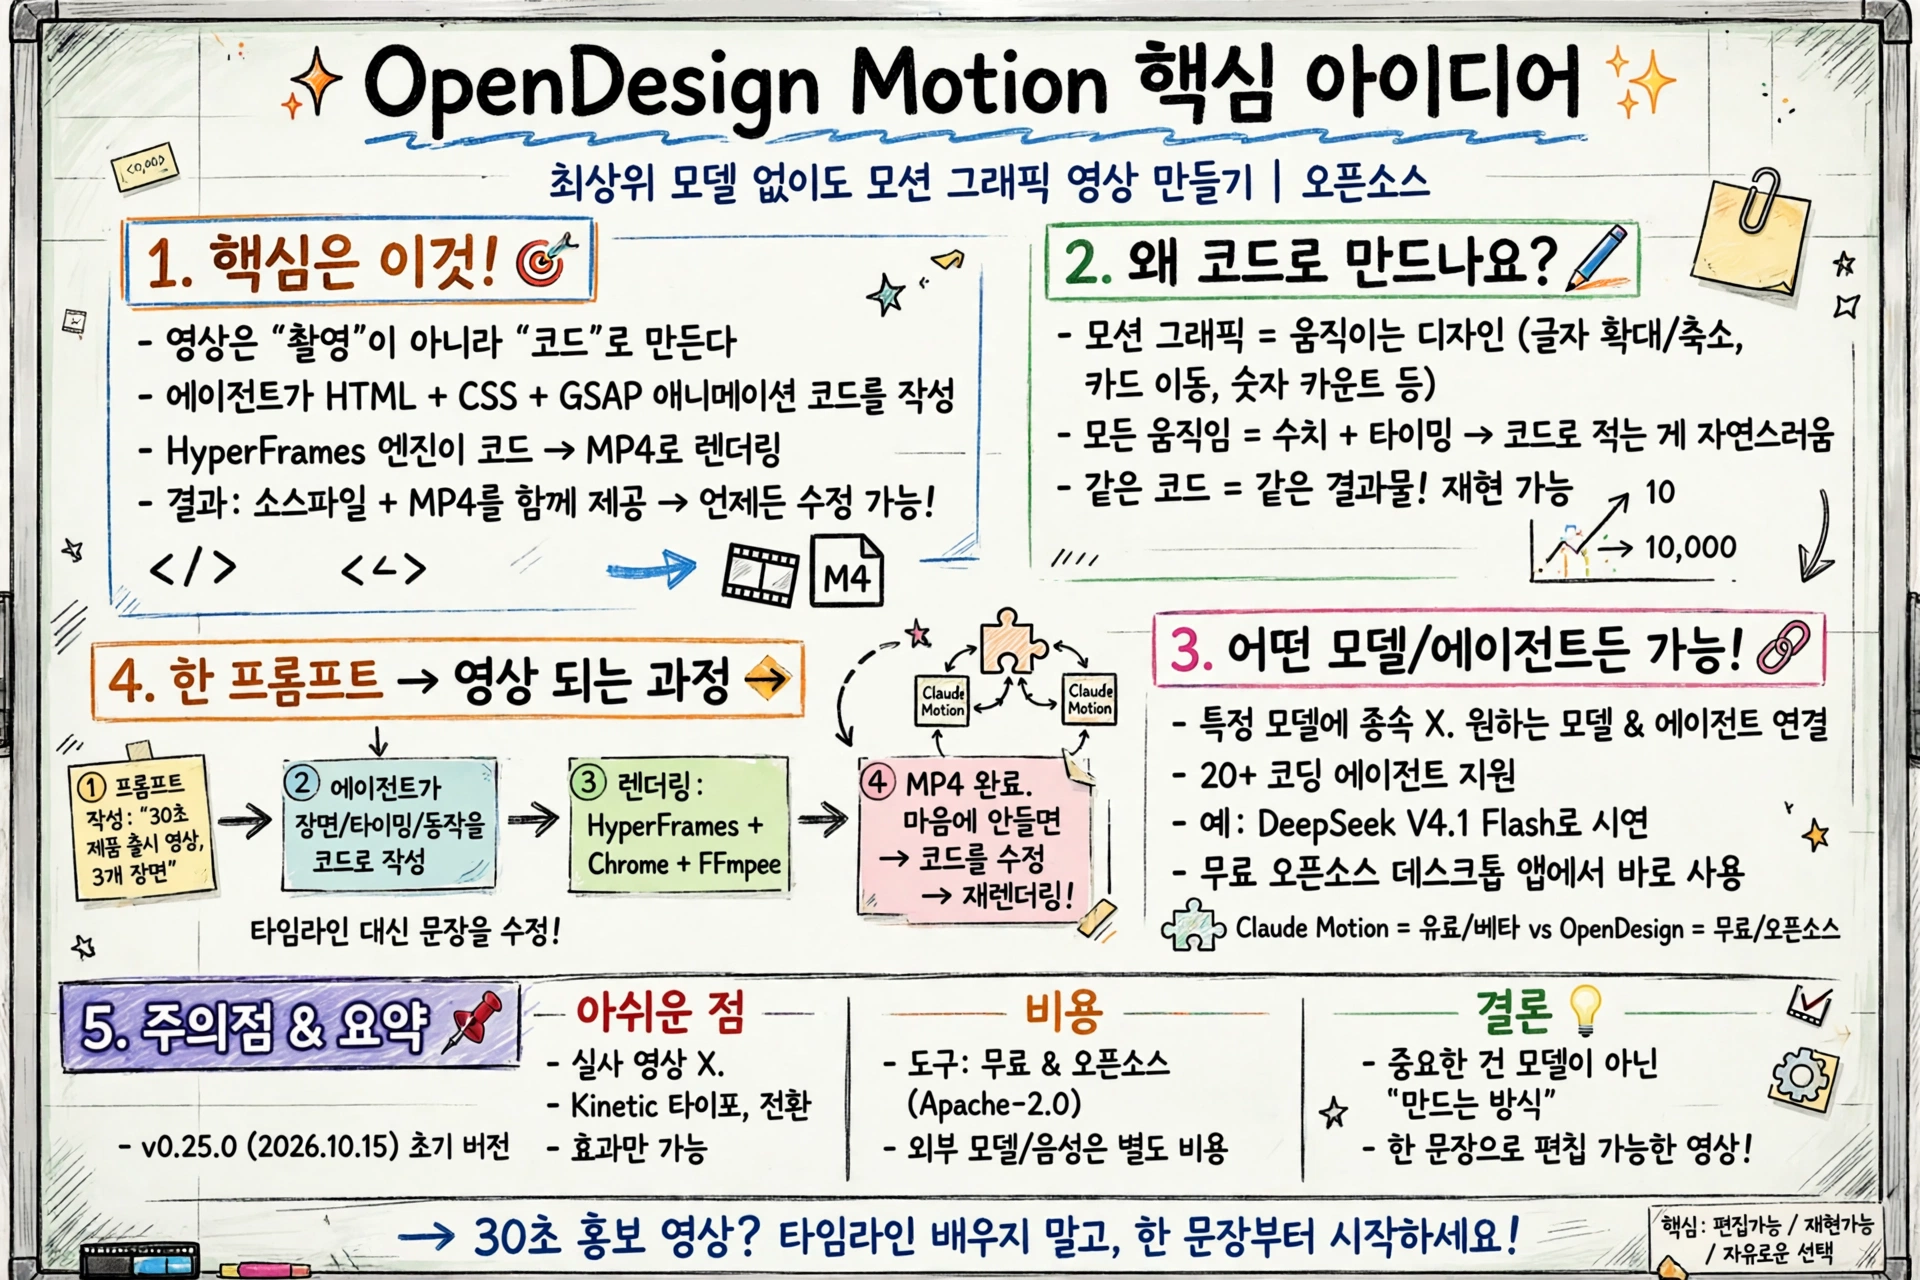 OpenDesign Motion 핵심 아이디어
최상위 모델 없이도 모션 그래픽 영상 만들기 | 오픈소스
1. 핵심은 이것!
- 영상은 “촬영”이 아니라 “코드”로 만든다
- 에이전트가 HTML + CSS + GSAP 애니메이션 코드를 작성
- HyperFrames 엔진이 코드 → MP4로 렌더링
- 결과: 소스파일 + MP4를 함께 제공 → 언제든 수정 가능!
</>
M4
2. 왜 코드로 만드나요?
- 모션 그래픽 = 움직이는 디자인 (글자 확대/축소,
카드 이동, 숫자 카운트 등)
- 모든 움직임 = 수치 + 타이밍 → 코드로 적는 게 자연스러움
- 같은 코드 = 같은 결과물! 재현 가능
10
→ 10,000
3. 어떤 모델/에이전트든 가능!
- 특정 모델에 종속 X. 원하는 모델 & 에이전트 연결
- 20+ 코딩 에이전트 지원
- 예: DeepSeek V4.1 Flash로 시연
- 무료 오픈소스 데스크톱 앱에서 바로 사용
Claude Motion = 유료/베타 vs OpenDesign = 무료/오픈소스
4. 한 프롬프트 → 영상 되는 과정
Claude
Motion
Claude
Motion
① 프롬프트
작성: “30초
제품 출시 영상,
3개 장면”
② 에이전트가
장면/타이밍/동작을
코드로 작성
③ 렌더링:
HyperFrames +
Chrome + FFmpee
④ MP4 완료.
마음에 안들면
→ 코드를 수정
→ 재렌더링!
타임라인 대신 문장을 수정!
5. 주의점 & 요약
- v0.25.0 (2026.10.15) 초기 버전
아쉬운 점
- 실사 영상 X.
- Kinetic 타이포, 전환
- 효과만 가능
비용
- 도구: 무료 & 오픈소스
(Apache-2.0)
- 외부 모델/음성은 별도 비용
결론
- 중요한 건 모델이 아닌
“만드는 방식”
- 한 문장으로 편집 가능한 영상!
→ 30초 홍보 영상? 타임라인 배우지 말고, 한 문장부터 시작하세요!
핵심: 편집가능 / 재현가능
/ 자유로운 선택